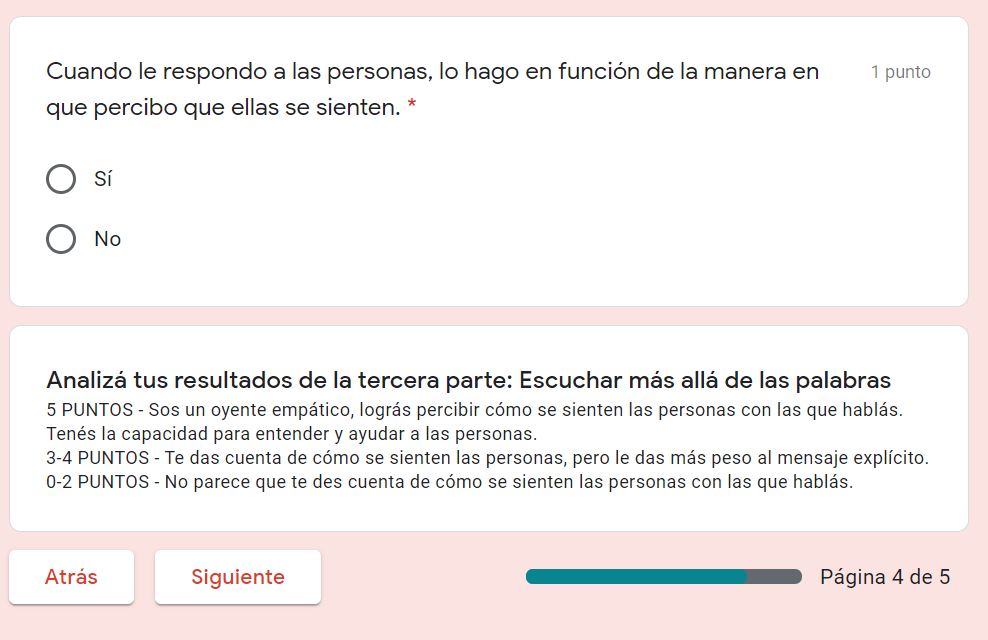 Cuando le respondo a las personas, lo hago en función de la manera en
1 punto
que percibo que ellas se sienten. *
Sí
No
Analizá tus resultados de la tercera parte: Escuchar más allá de las palabras
5 PUNTOS - Sos un oyente empático, lográs percibir cómo se sienten las personas con las que hablás.
Tenés la capacidad para entender y ayudar a las personas.
3-4 PUNTOS - Te das cuenta de cómo se sienten las personas, pero le das más peso al mensaje explícito.
0-2 PUNTOS - No parece que te des cuenta de cómo se sienten las personas con las que hablás.
Atrás
Siguiente
Página 4 de 5